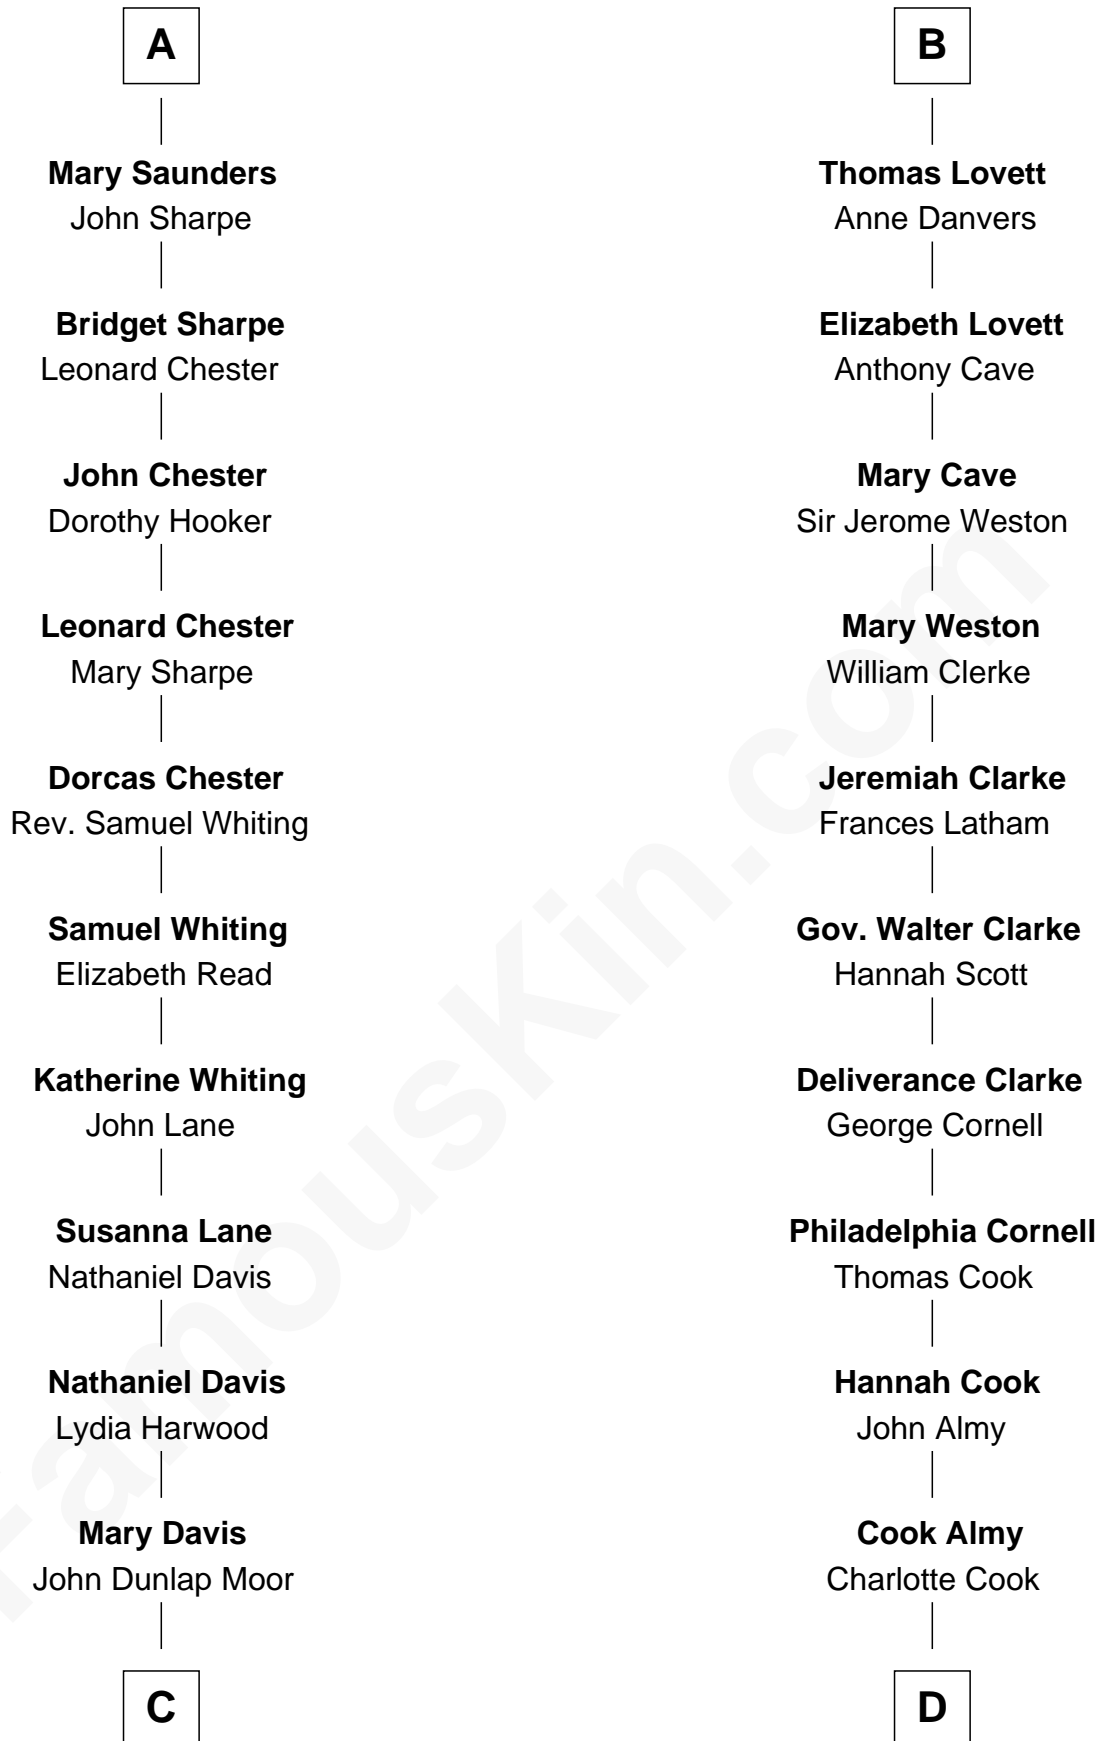 A
Mary Saunders
John Sharpe
Bridget Sharpe
Leonard Chester
John Chester
Dorothy Hooker
Leonard Chester
Mary Sharpe
Dorcas Chester
Rev. Samuel Whiting
Samuel Whiting
Elizabeth Read
Katherine Whiting
John Lane
Susanna Lane
Nathaniel Davis
Nathaniel Davis
Lydia Harwood
Mary Davis
John Dunlap Moor
C
B
Thomas Lovett
Anne Danvers
Elizabeth Lovett
Anthony Cave
Mary Cave
Sir Jerome Weston
Mary Weston
William Clerke
Jeremiah Clarke
Frances Latham
Gov. Walter Clarke
Hannah Scott
Deliverance Clarke
George Cornell
Philadelphia Cornell
Thomas Cook
Hannah Cook
John Almy
Cook Almy
Charlotte Cook
D
FamousKin.com